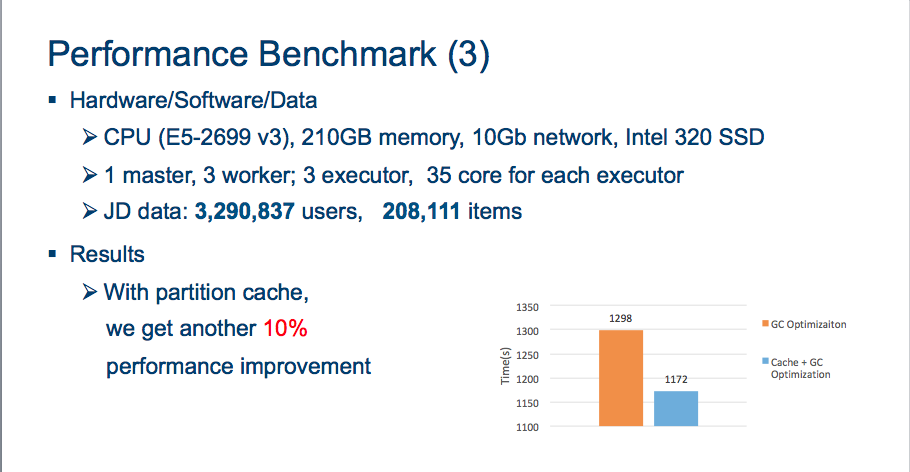 Performance Benchmark (3)
▪ Hardware/Software/Data
➢ CPU (E5-2699 v3), 210GB memory, 10Gb network, Intel 320 SSD
➢ 1 master, 3 worker; 3 executor, 35 core for each executor
➢ JD data: 3,290,837 users, 208,111 items
▪ Results
➢ With partition cache,
we get another 10%
performance improvement
Time(s)
1350
1300
1250
1200
1150
1100
1298
1172
GC Optimizaiton
Cache + GC
Optimization